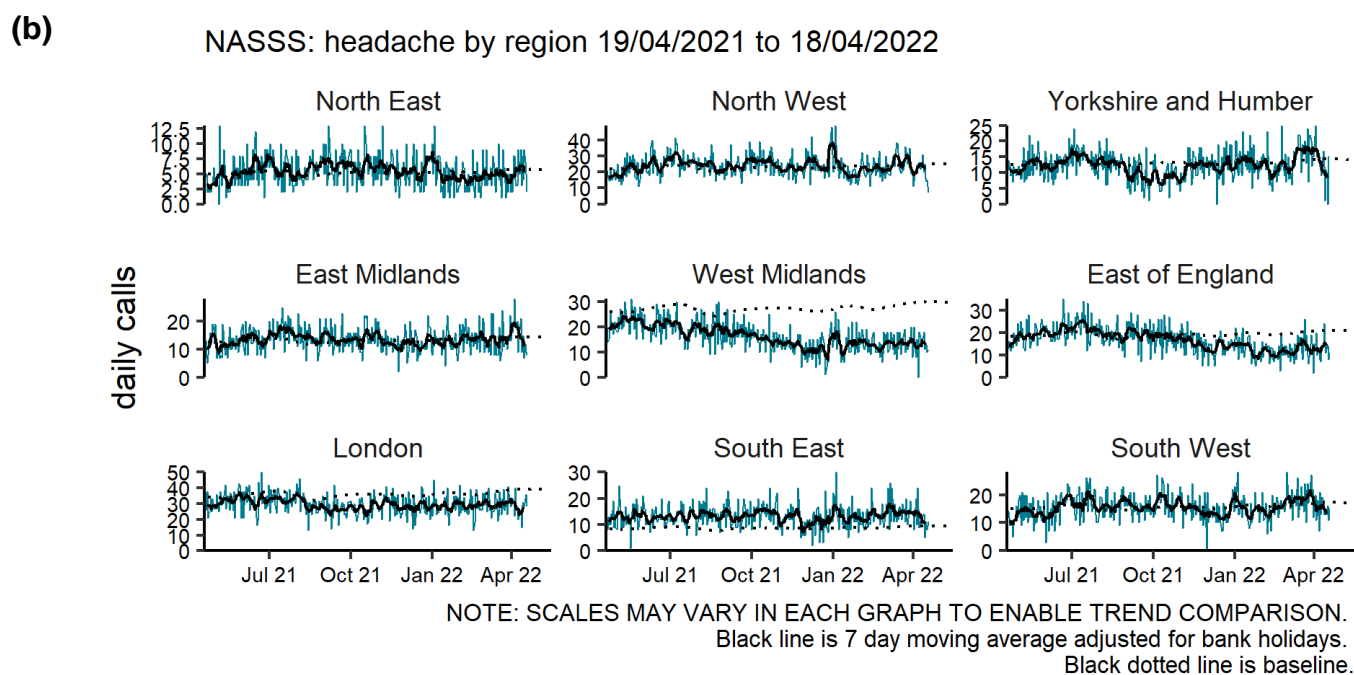 (b)
NASSS: headache by region 19/04/2021 to 18/04/2022
North East
North West
Yorkshire and Humber
12.5
10.0
7.5
5.0
2.5
0.0
40
30
20
10
0
25
20
15
10
5
0
daily calls
East Midlands
West Midlands
East of England
20
10
0
30
20
10
0
30
20
10
0
London
South East
South West
50
40
30
20
10
0
30
20
10
0
20
10
0
Jul 21 Oct 21 Jan 22 Apr 22
Jul 21 Oct 21 Jan 22 Apr 22
Jul 21 Oct 21 Jan 22 Apr 22
NOTE: SCALES MAY VARY IN EACH GRAPH TO ENABLE TREND COMPARISON.
Black line is 7 day moving average adjusted for bank holidays.
Black dotted line is baseline.